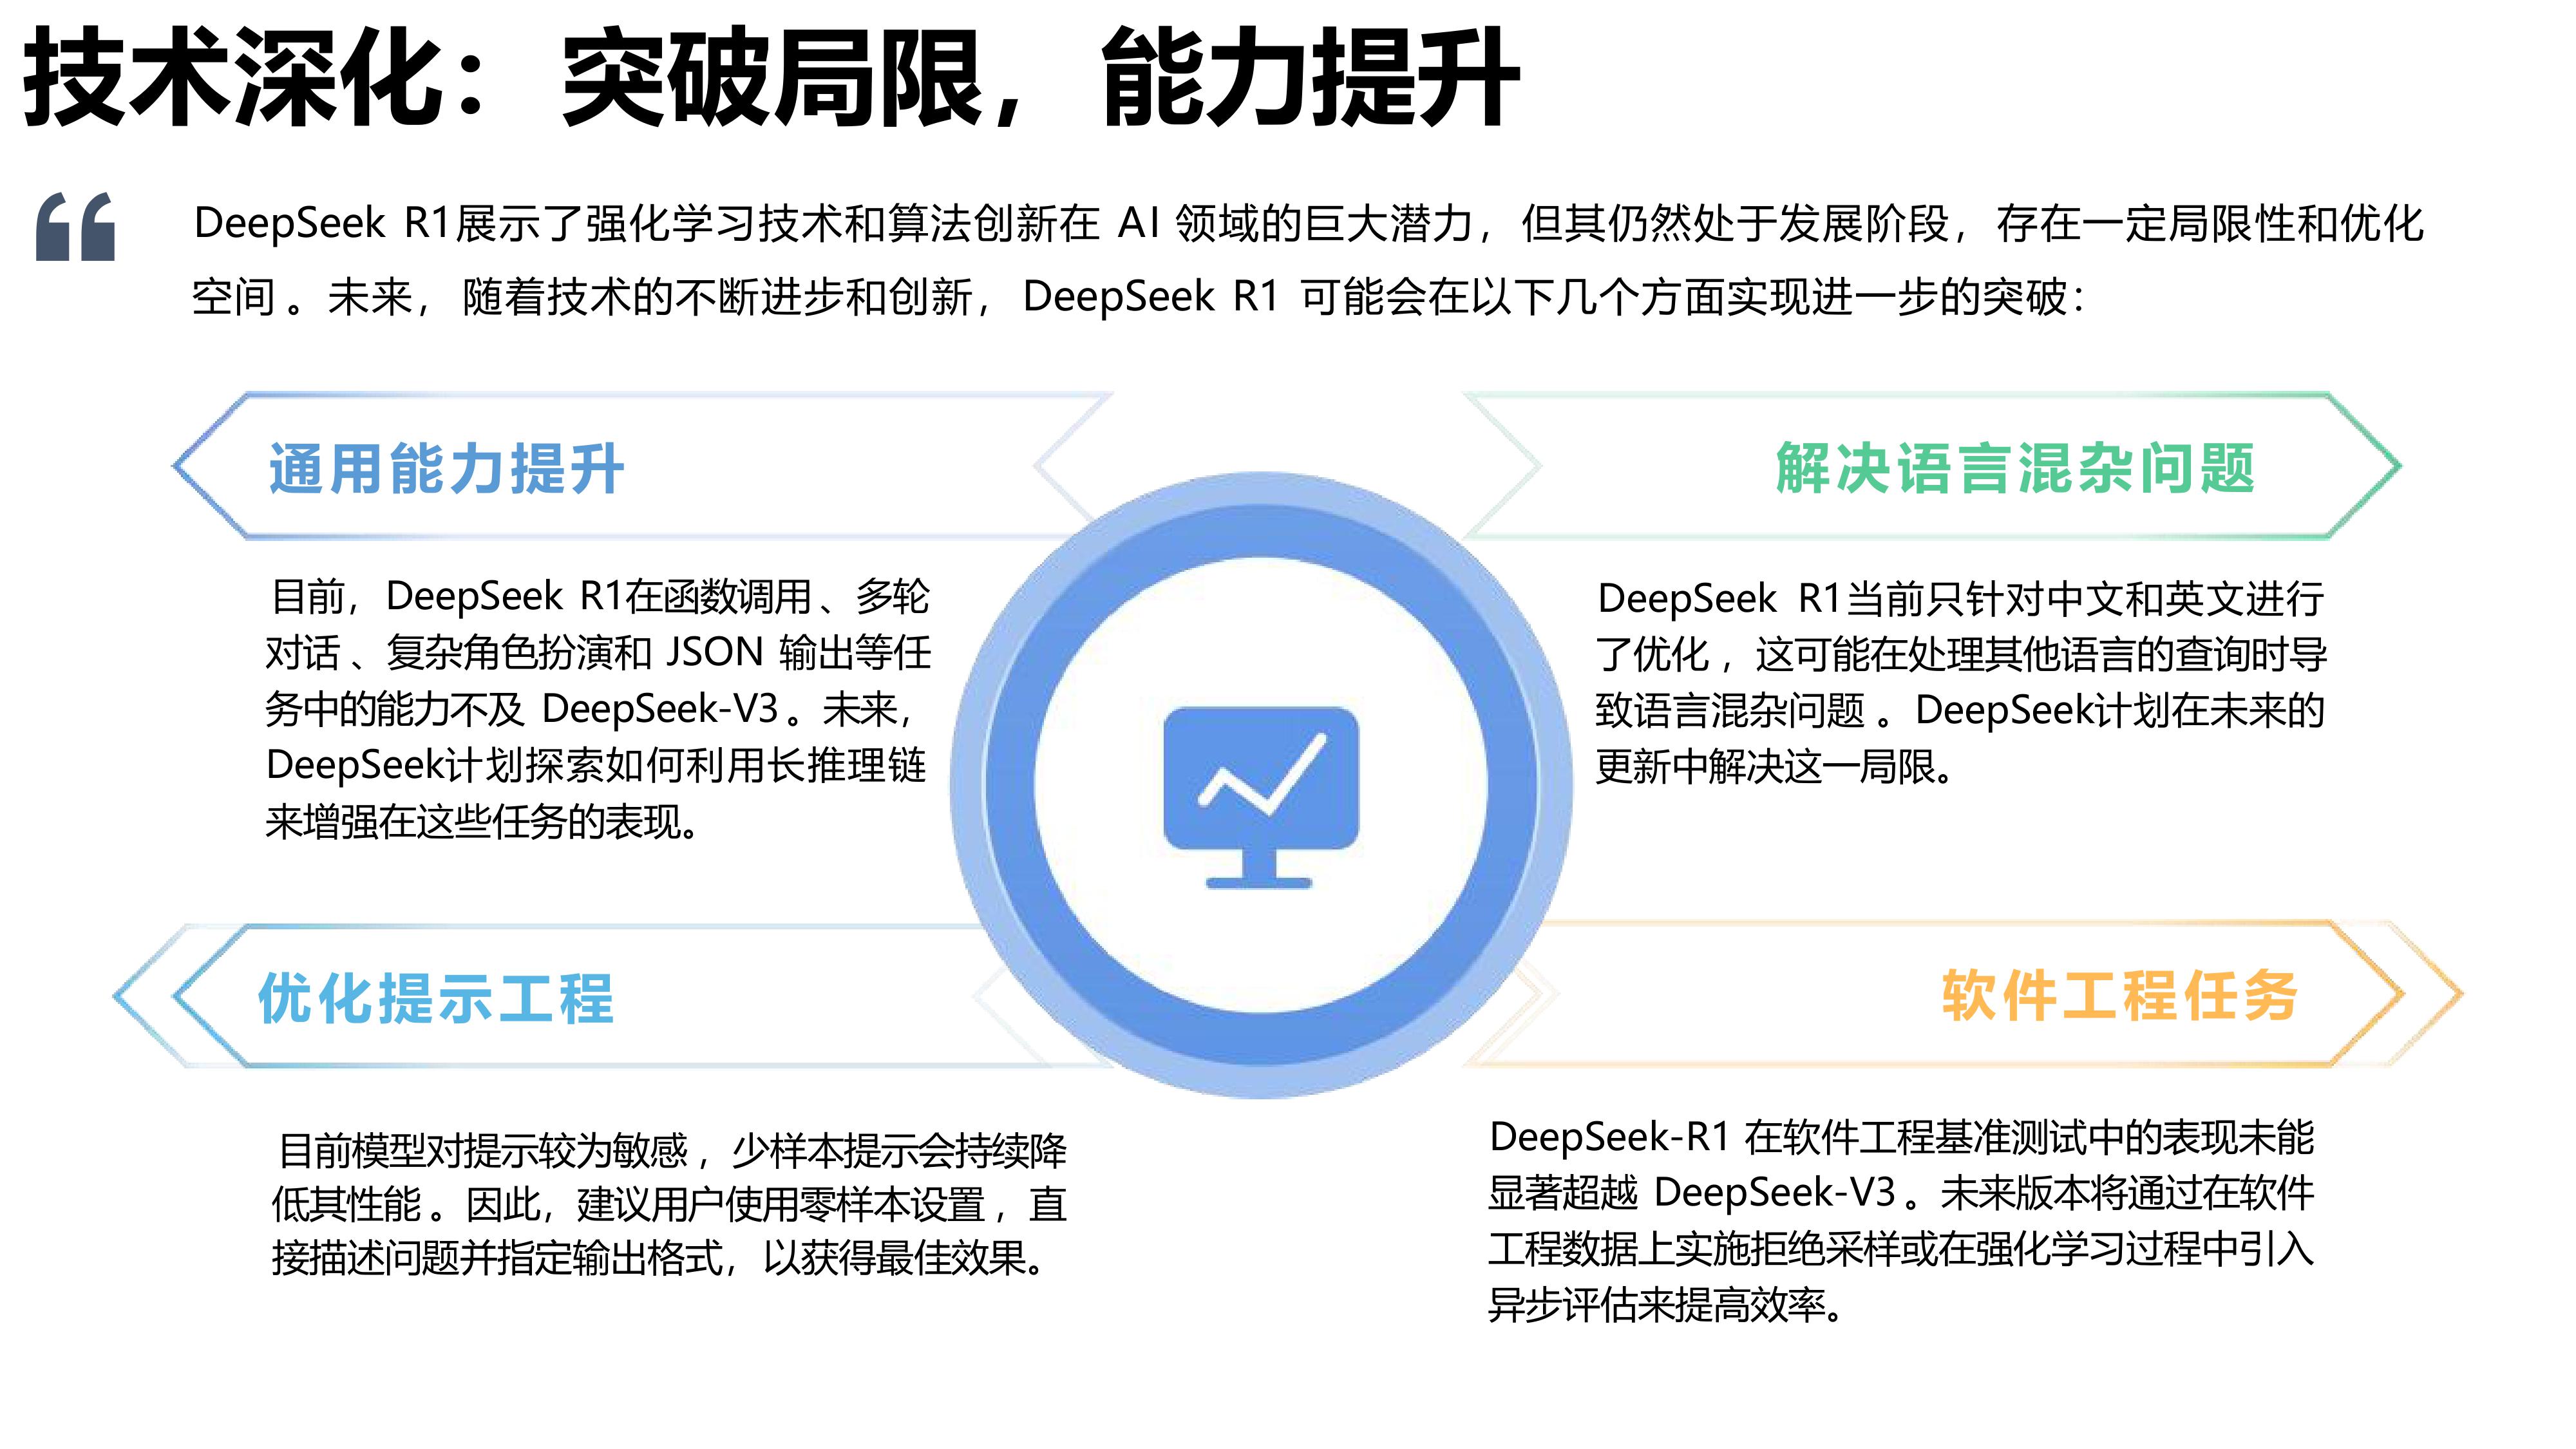 技术深化：突破局限，能力提升
DeepSeek R1展示了强化学习技术和算法创新在 AI 领域的巨大潜力，但其仍然处于发展阶段，存在一定局限性和优化
空间。未来，随着技术的不断进步和创新，DeepSeek R1 可能会在以下几个方面实现进一步的突破：
通用能力提升
目前，DeepSeek R1在函数调用、多轮
对话、复杂角色扮演和 JSON 输出等任
务中的能力不及 DeepSeek-V3。未来，
DeepSeek计划探索如何利用长推理链
来增强在这些任务的表现。
解决语言混杂问题
DeepSeek R1当前只针对中文和英文进行
了优化，这可能在处理其他语言的查询时导
致语言混杂问题。DeepSeek计划在未来的
更新中解决这一局限。
优化提示工程
目前模型对提示较为敏感，少样本提示会持续降
低其性能。因此，建议用户使用零样本设置，直
接描述问题并指定输出格式，以获得最佳效果。
软件工程任务
DeepSeek-R1 在软件工程基准测试中的表现未能
显著超越 DeepSeek-V3。未来版本将通过在软件
工程数据上实施拒绝采样或在强化学习过程中引入
异步评估来提高效率。